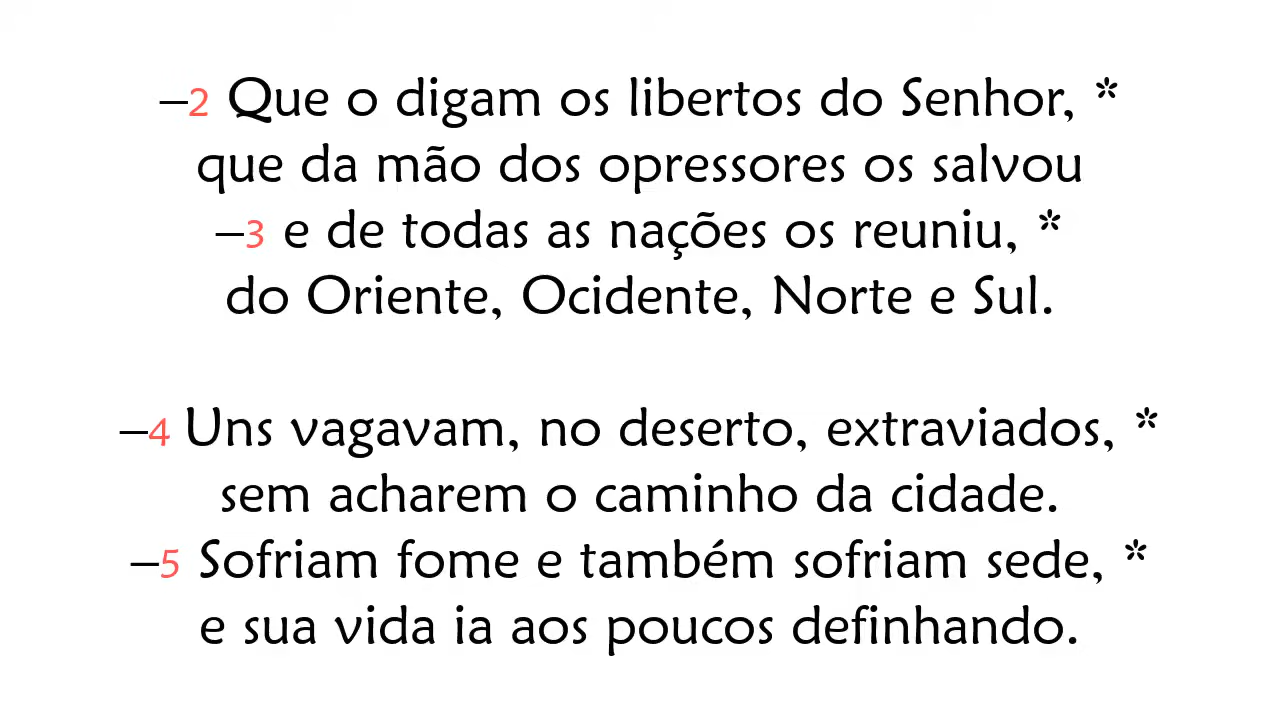 –2 Que o digam os libertos do Senhor, *
que da mão dos opressores os salvou
–3 e de todas as nações os reuniu, *
do Oriente, Ocidente, Norte e Sul.
–4 Uns vagavam, no deserto, extraviados, *
sem acharem o caminho da cidade.
–5 Sofriam fome e também sofriam sede, *
e sua vida ia aos poucos definhando.